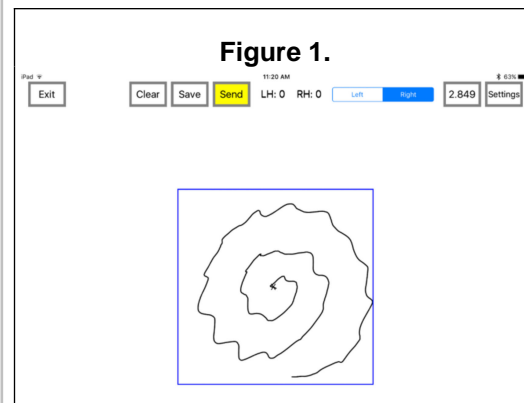 Figure 1.
iPad 11:20 AM 63%
Exit Clear Save Send LH: 0 RH: 0 Left Right 2.849 Settings